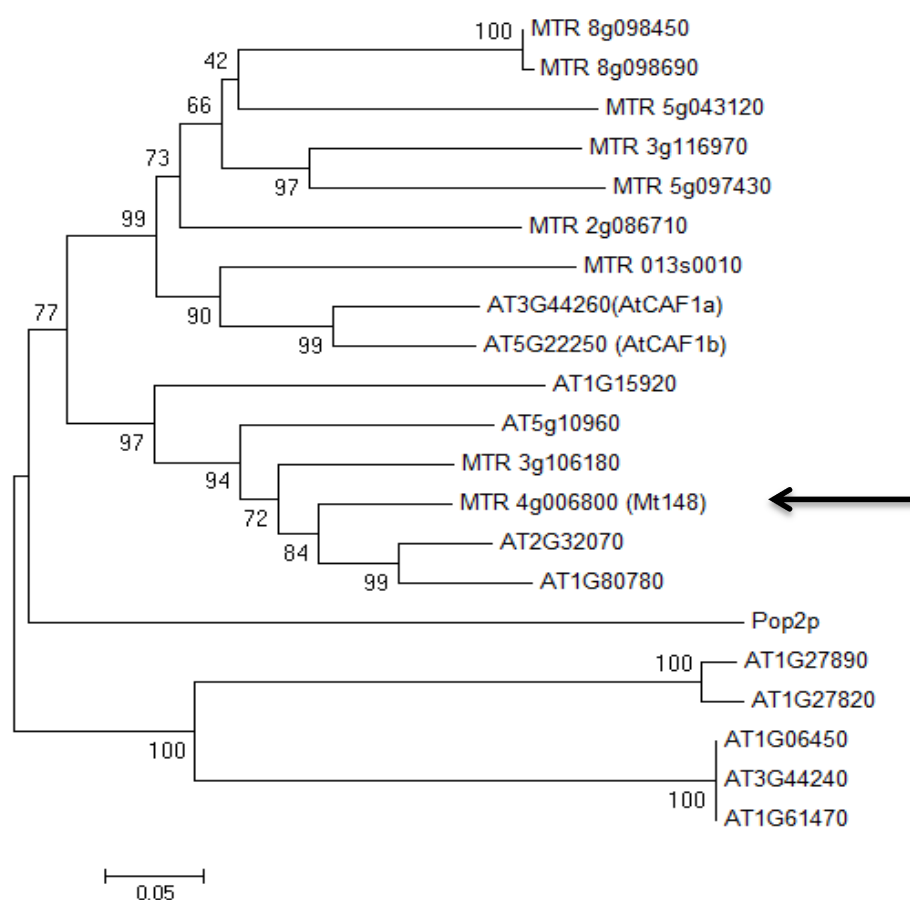 100
MTR 8g098450
MTR 8g098690
42
MTR 5g043120
66
MTR 3g116970
97
MTR 5g097430
73
MTR 2g086710
99
MTR 013s0010
90
AT3G44260(AtCAF1a)
99
AT5G22250 (AtCAF1b)
77
AT1G15920
97
AT5g10960
94
MTR 3g106180
72
MTR 4g006800 (Mt148)
84
AT2G32070
99
AT1G80780
Pop2p
100
AT1G27890
AT1G27820
100
AT1G06450
AT3G44240
100
AT1G61470
0.05